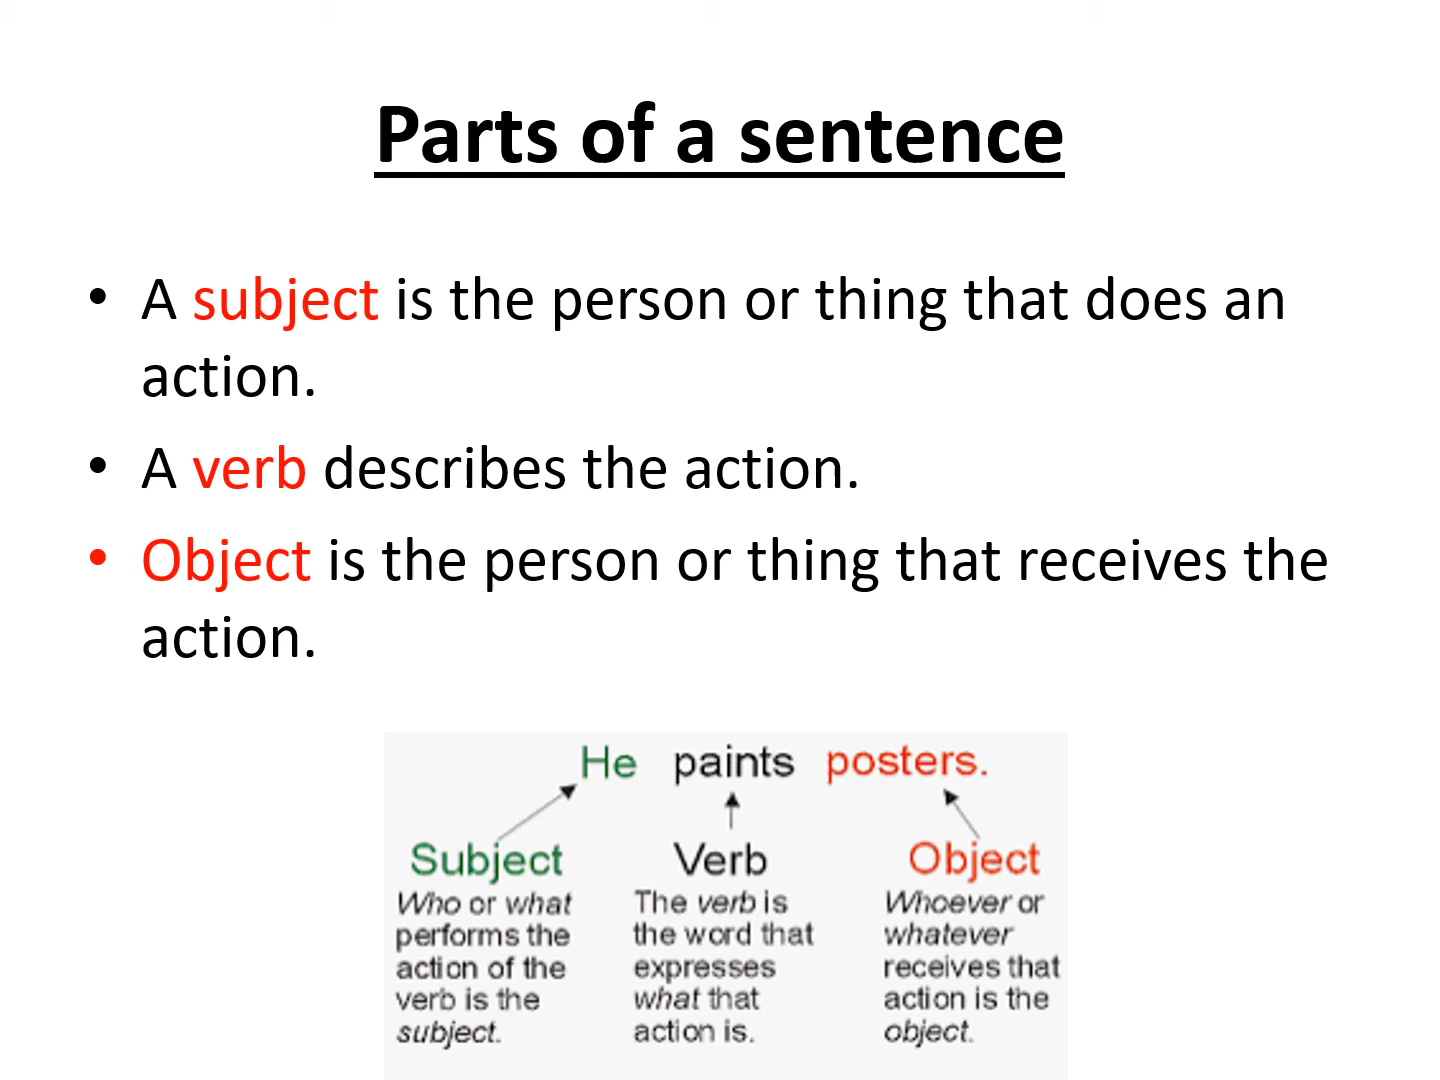 Parts of a sentence
• A subject is the person or thing that does an
action.
• A verb describes the action.
• Object is the person or thing that receives the
action.
He paints posters.
Subject Verb Object
Who or what
performs the
action of the
verb is the
subject.
The verb is
the word that
expresses
what that
action is.
Whoever or
whatever
receives that
action is the
object.